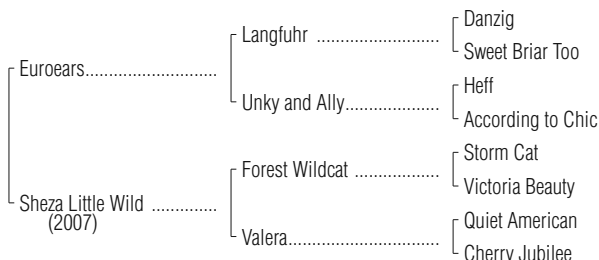 Danzig
Langfuhr ........................................
Sweet Briar Too
Euroears...........................................
Heff
Unky and Ally...............................
According to Chic
Storm Cat
Forest Wildcat ...........................
Victoria Beauty
Sheza Little Wild .....................
(2007)
Quiet American
Valera................................................
Cherry Jubilee